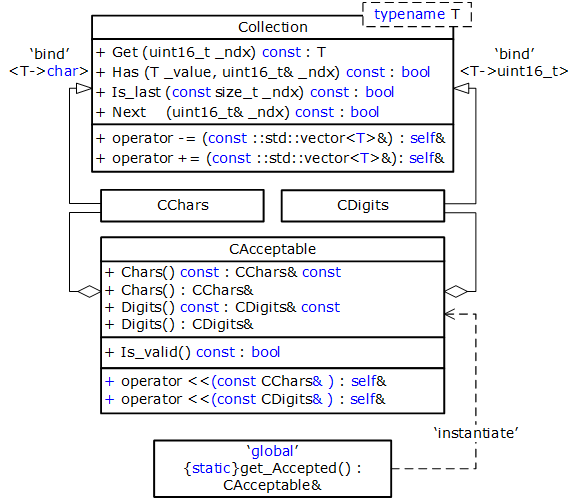 typename T
Collection
+ Get (uint16_t _ndx) const : T
+ Has (T _value, uint16_t& _ndx) const : bool
+ Is_last (const size_t _ndx) const : bool
+ Next (uint16_t& _ndx) const : bool
+ operator -= (const ::std::vector<T>&) : self&
+ operator += (const ::std::vector<T>&): self&
‘bind’
<T->char>
‘bind’
<T->uint16_t>
CChars
CDigits
CAcceptable
+ Chars() const : CChars& const
+ Chars() : CChars&
+ Digits() const : CDigits& const
+ Digits() : CDigits&
+ Is_valid() const : bool
+ operator <<(const CChars& ) : self&
+ operator <<(const CDigits& ) : self&
‘instantiate’
‘global’
{static}get_Accepted() :
CAcceptable&